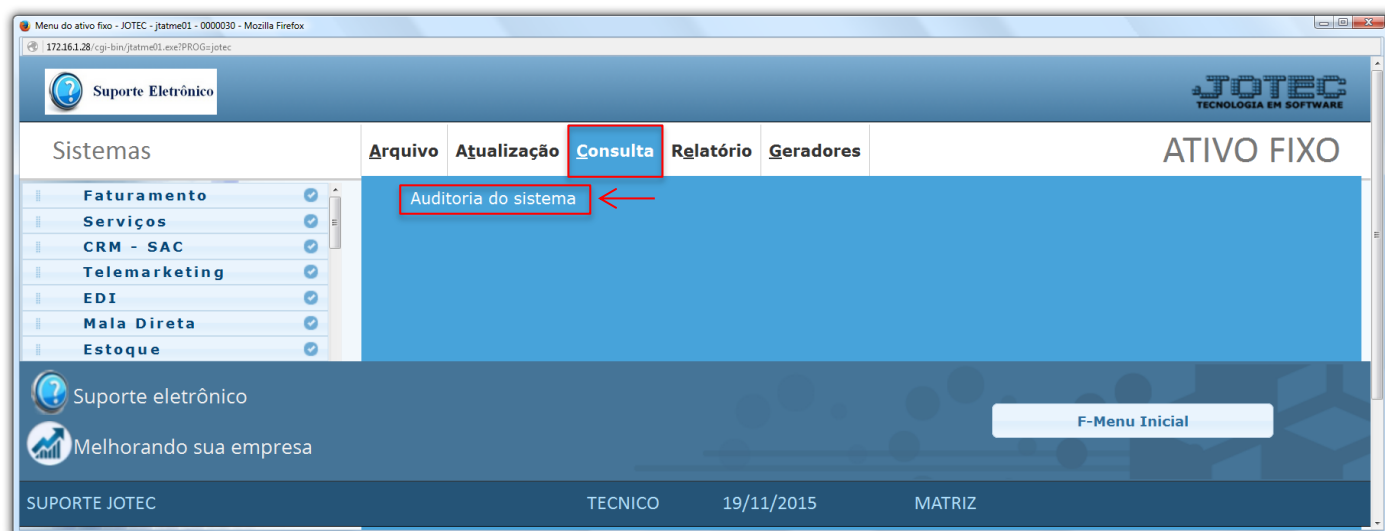 Menu do ativo fixo - JOTEC - jtatme01 - 0000030 - Mozilla Firefox
172.16.1.28/cgi-bin/jtatme01.exe?PROG=jotec
Suporte Eletrônico
JOTEC
TECNOLOGIA EM SOFTWARE
Sistemas
Arquivo Atualização Consulta Relatório Geradores
ATIVO FIXO
Auditoria do sistema
Faturamento
Serviços
CRM - SAC
Telemarketing
EDI
Mala Direta
Estoque
Suporte eletrônico
Melhorando sua empresa
F-Menu Inicial
SUPORTE JOTEC TECNICO 19/11/2015 MATRIZ